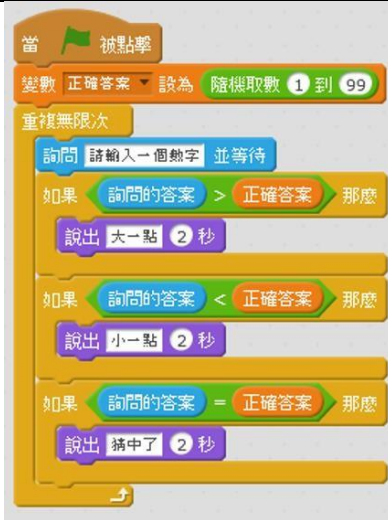 當 被點擊
變數 正確答案 設為 隨機取數 1 到 99
重複無限次
詢問 請輸入一個數字 並等待
如果 詢問的答案 > 正確答案 那麼
說出 大一點 2 秒
如果 詢問的答案 < 正確答案 那麼
說出 小一點 2 秒
如果 詢問的答案 = 正確答案 那麼
說出 猜中了 2 秒